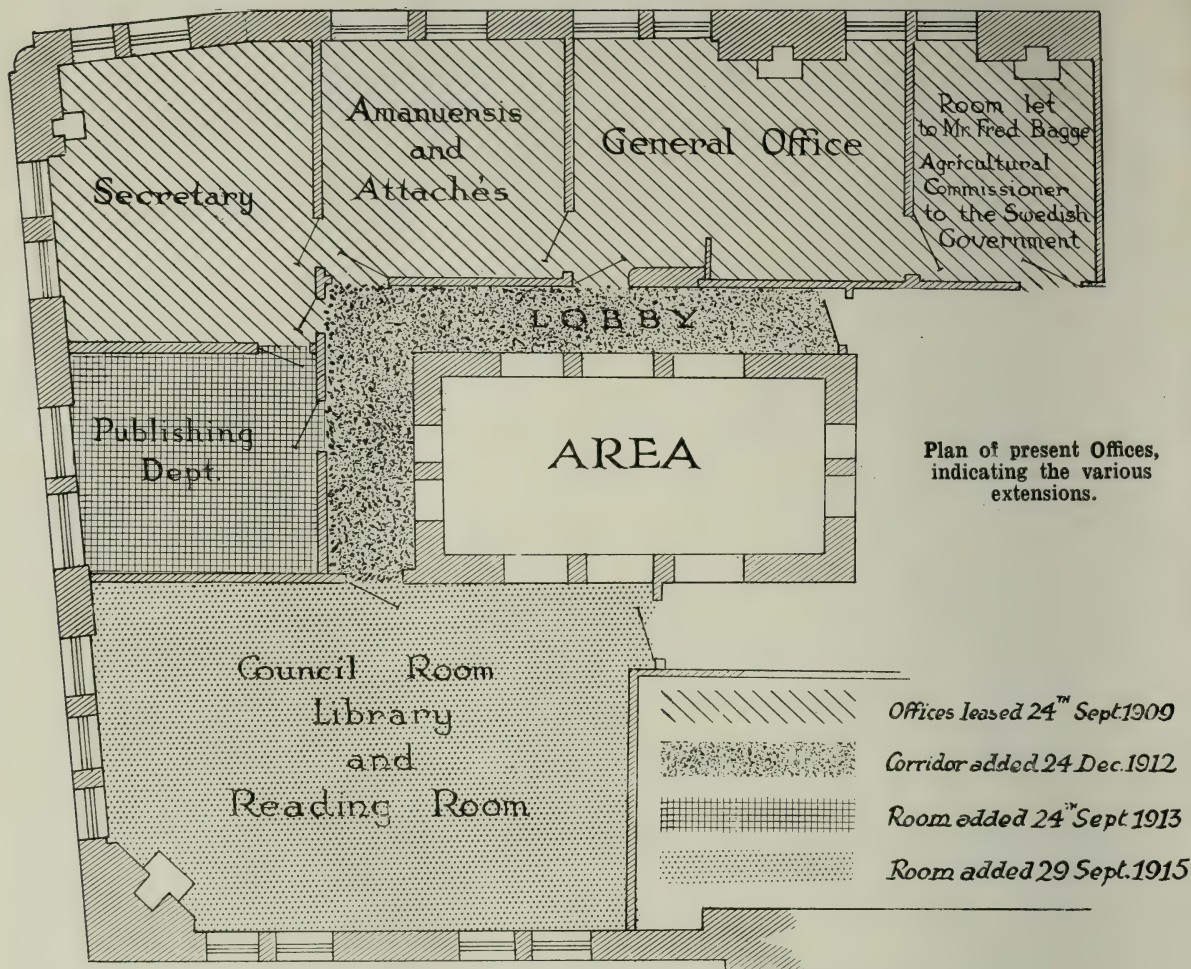 Secretary
Amanuensis
and
Attachés
General Office
Room let
to Mr. Fred. Bagge
Agricultural
Commissioner
to the Swedish
Government
LOBBY
Publishing
Dept.
AREA
Plan of present Offices,
indicating the various
extensions.
Council Room
Library
and
Reading Room
Offices leased 24TH Sept. 1909
Corridor added 24 Dec. 1912
Room added 24TH Sept 1913
Room added 29 Sept. 1915